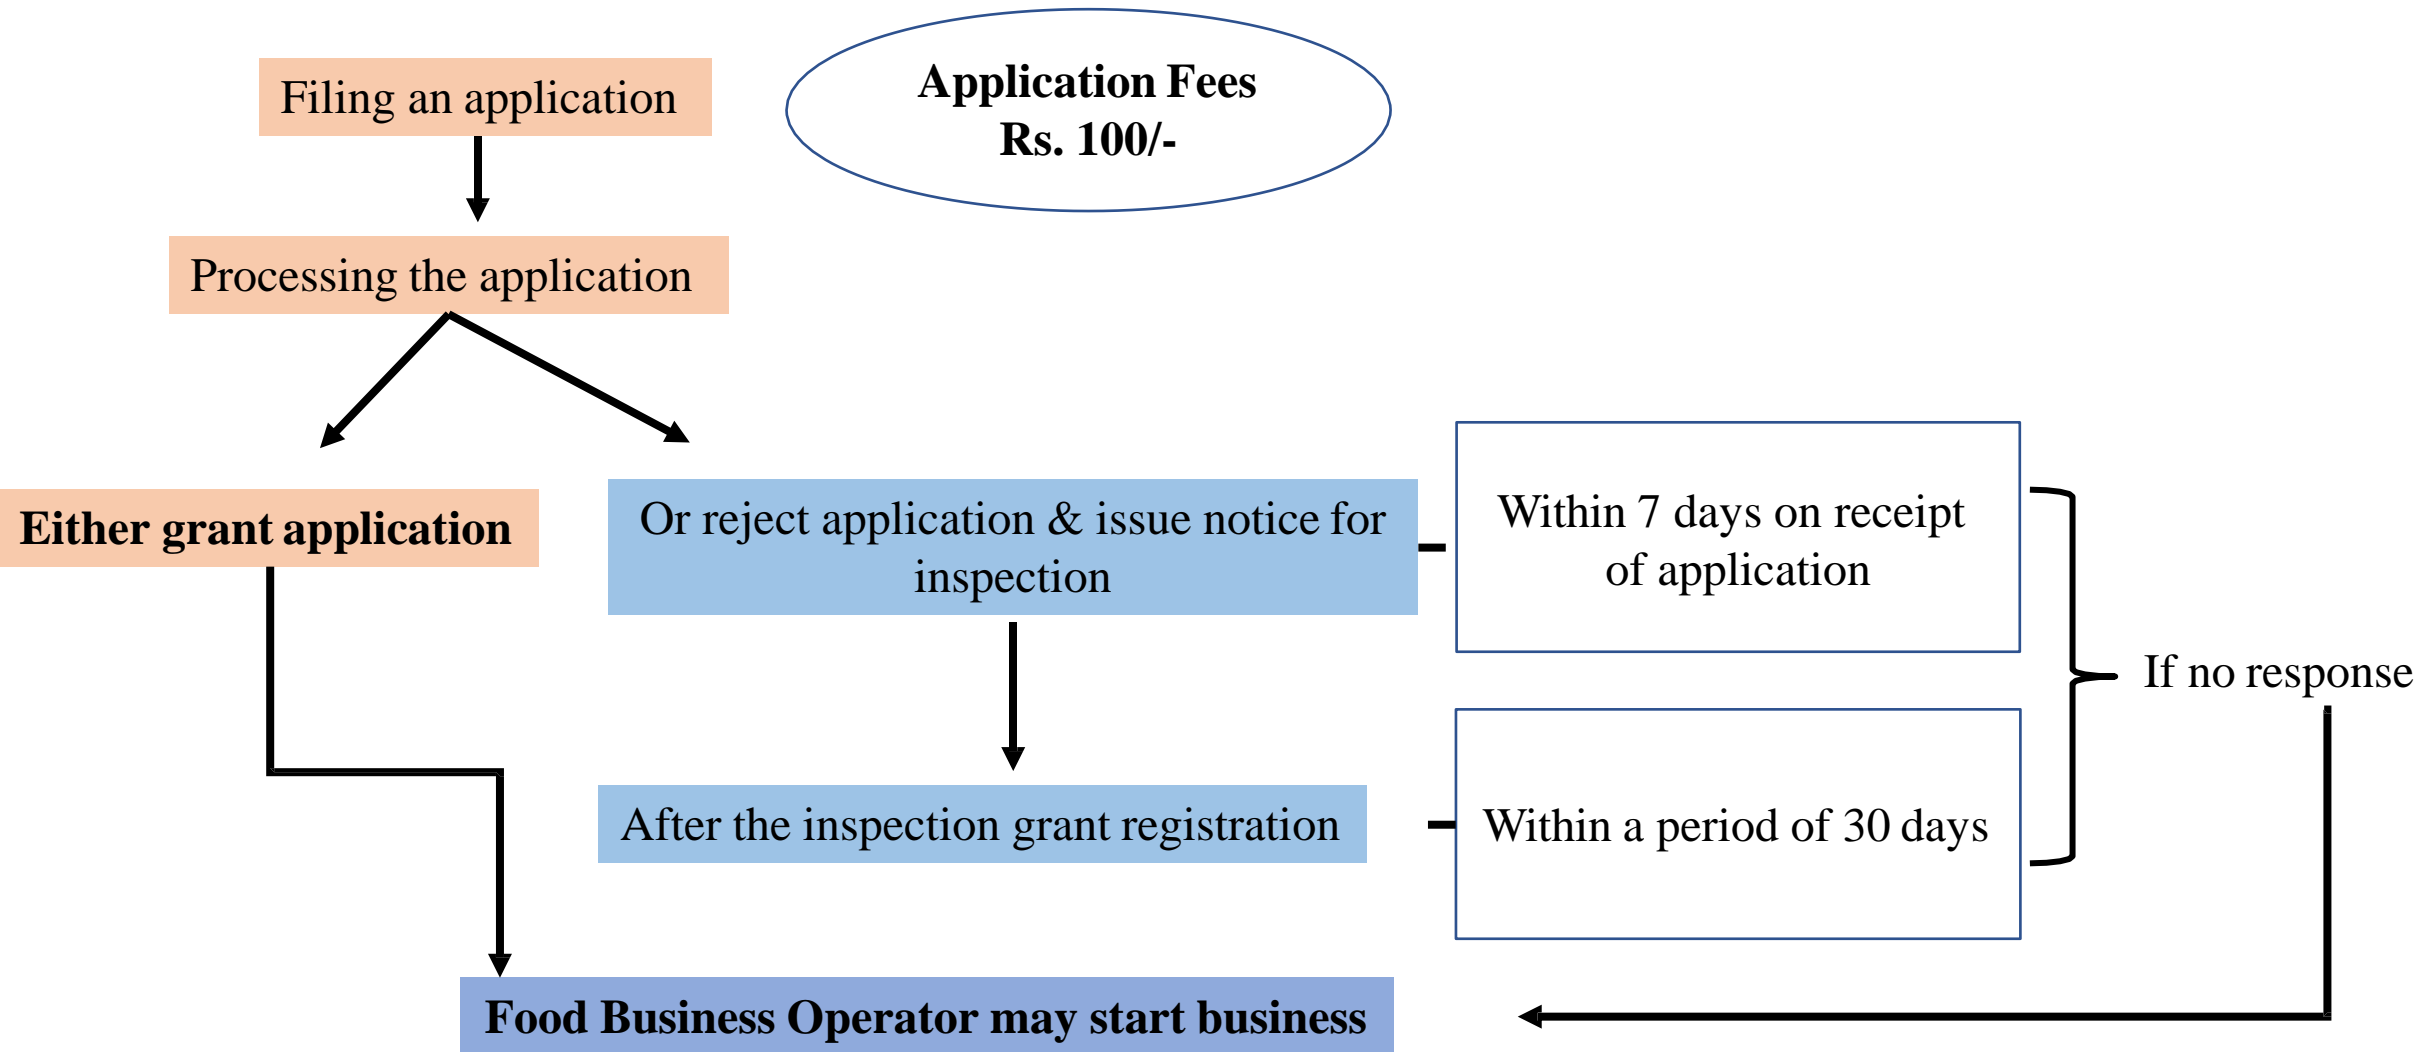 Filing an application
Application Fees
Rs. 100/-
Processing the application
Either grant application
Or reject application & issue notice for
inspection
Within 7 days on receipt
of application
If no response
After the inspection grant registration
Within a period of 30 days
Food Business Operator may start business